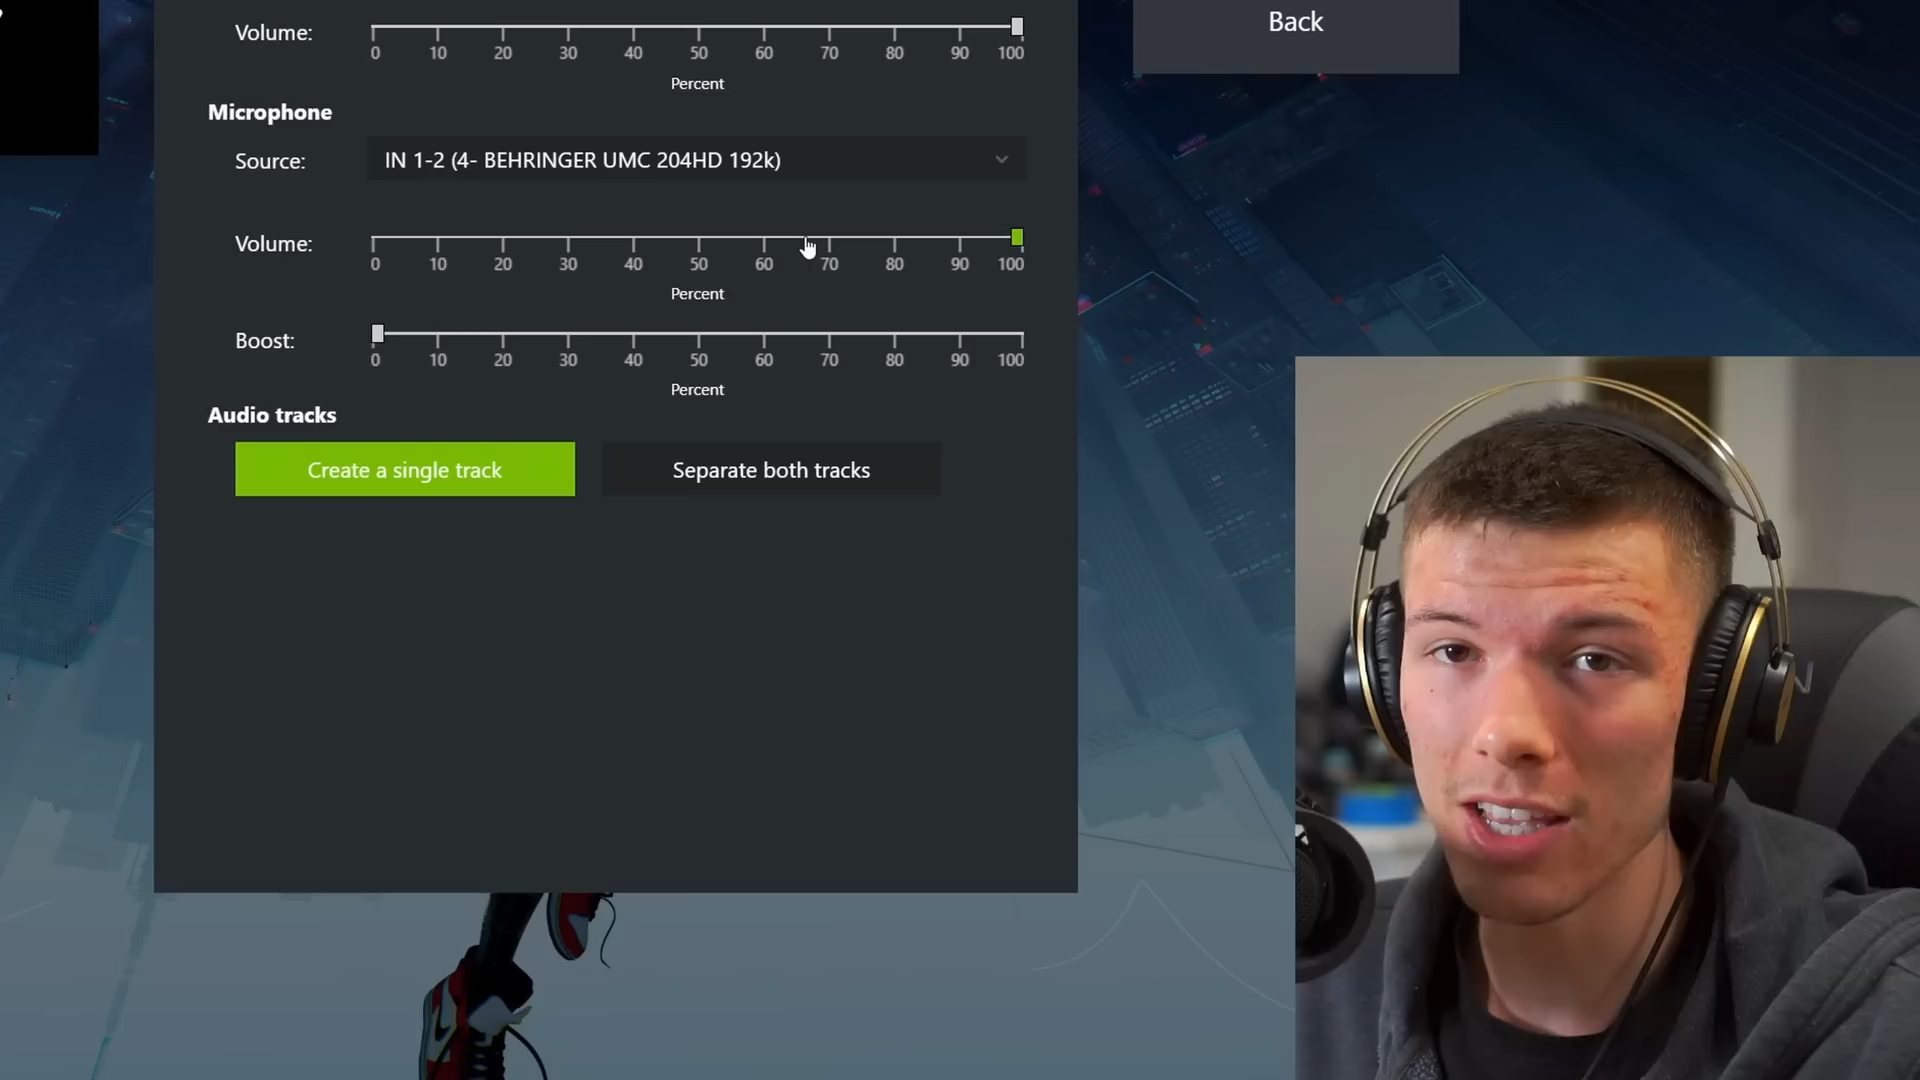 Back
Volume:
0 10 20 30 40 50 60 70 80 90 100
Percent
Microphone
Source: IN 1-2 (4- BEHRINGER UMC 204HD 192k)
Volume:
0 10 20 30 40 50 60 70 80 90 100
Percent
Boost:
0 10 20 30 40 50 60 70 80 90 100
Percent
Audio tracks
Create a single track Separate both tracks